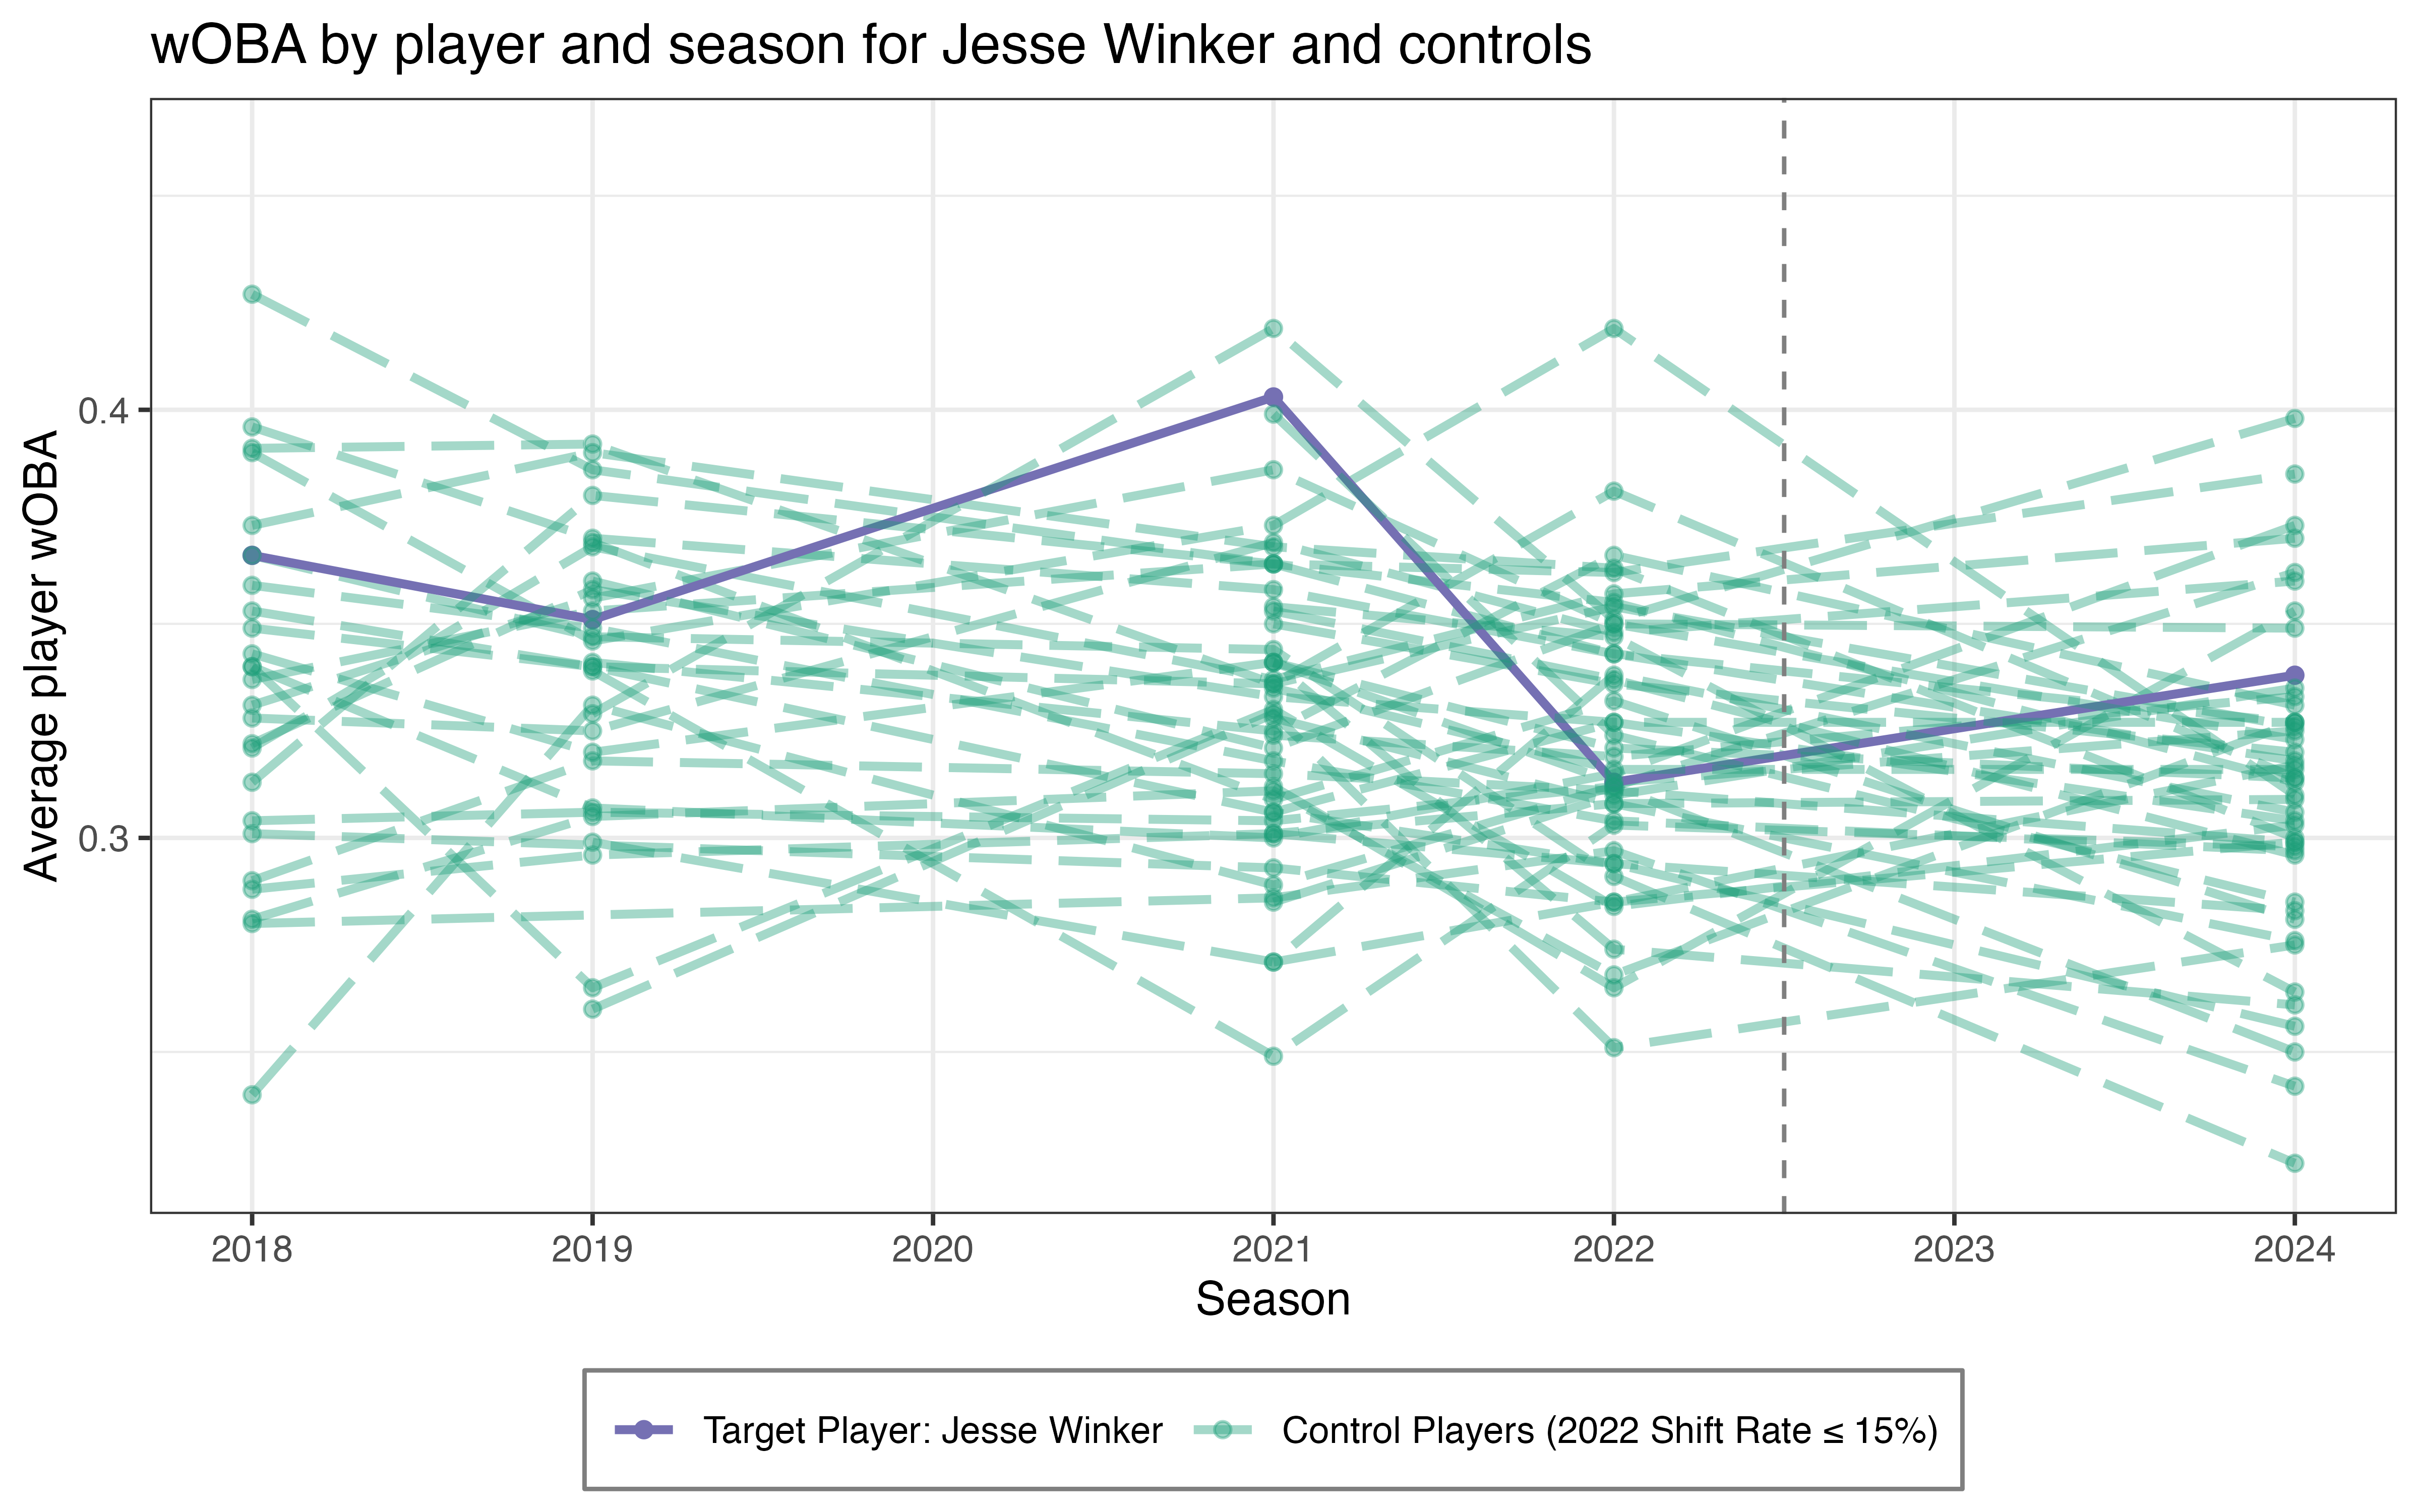 wOBA by player and season for Jesse Winker and controls
Average player wOBA
0.4
0.3
2018 2019 2020 2021 2022 2023 2024
Season
Target Player: Jesse Winker Control Players (2022 Shift Rate ≤ 15%)